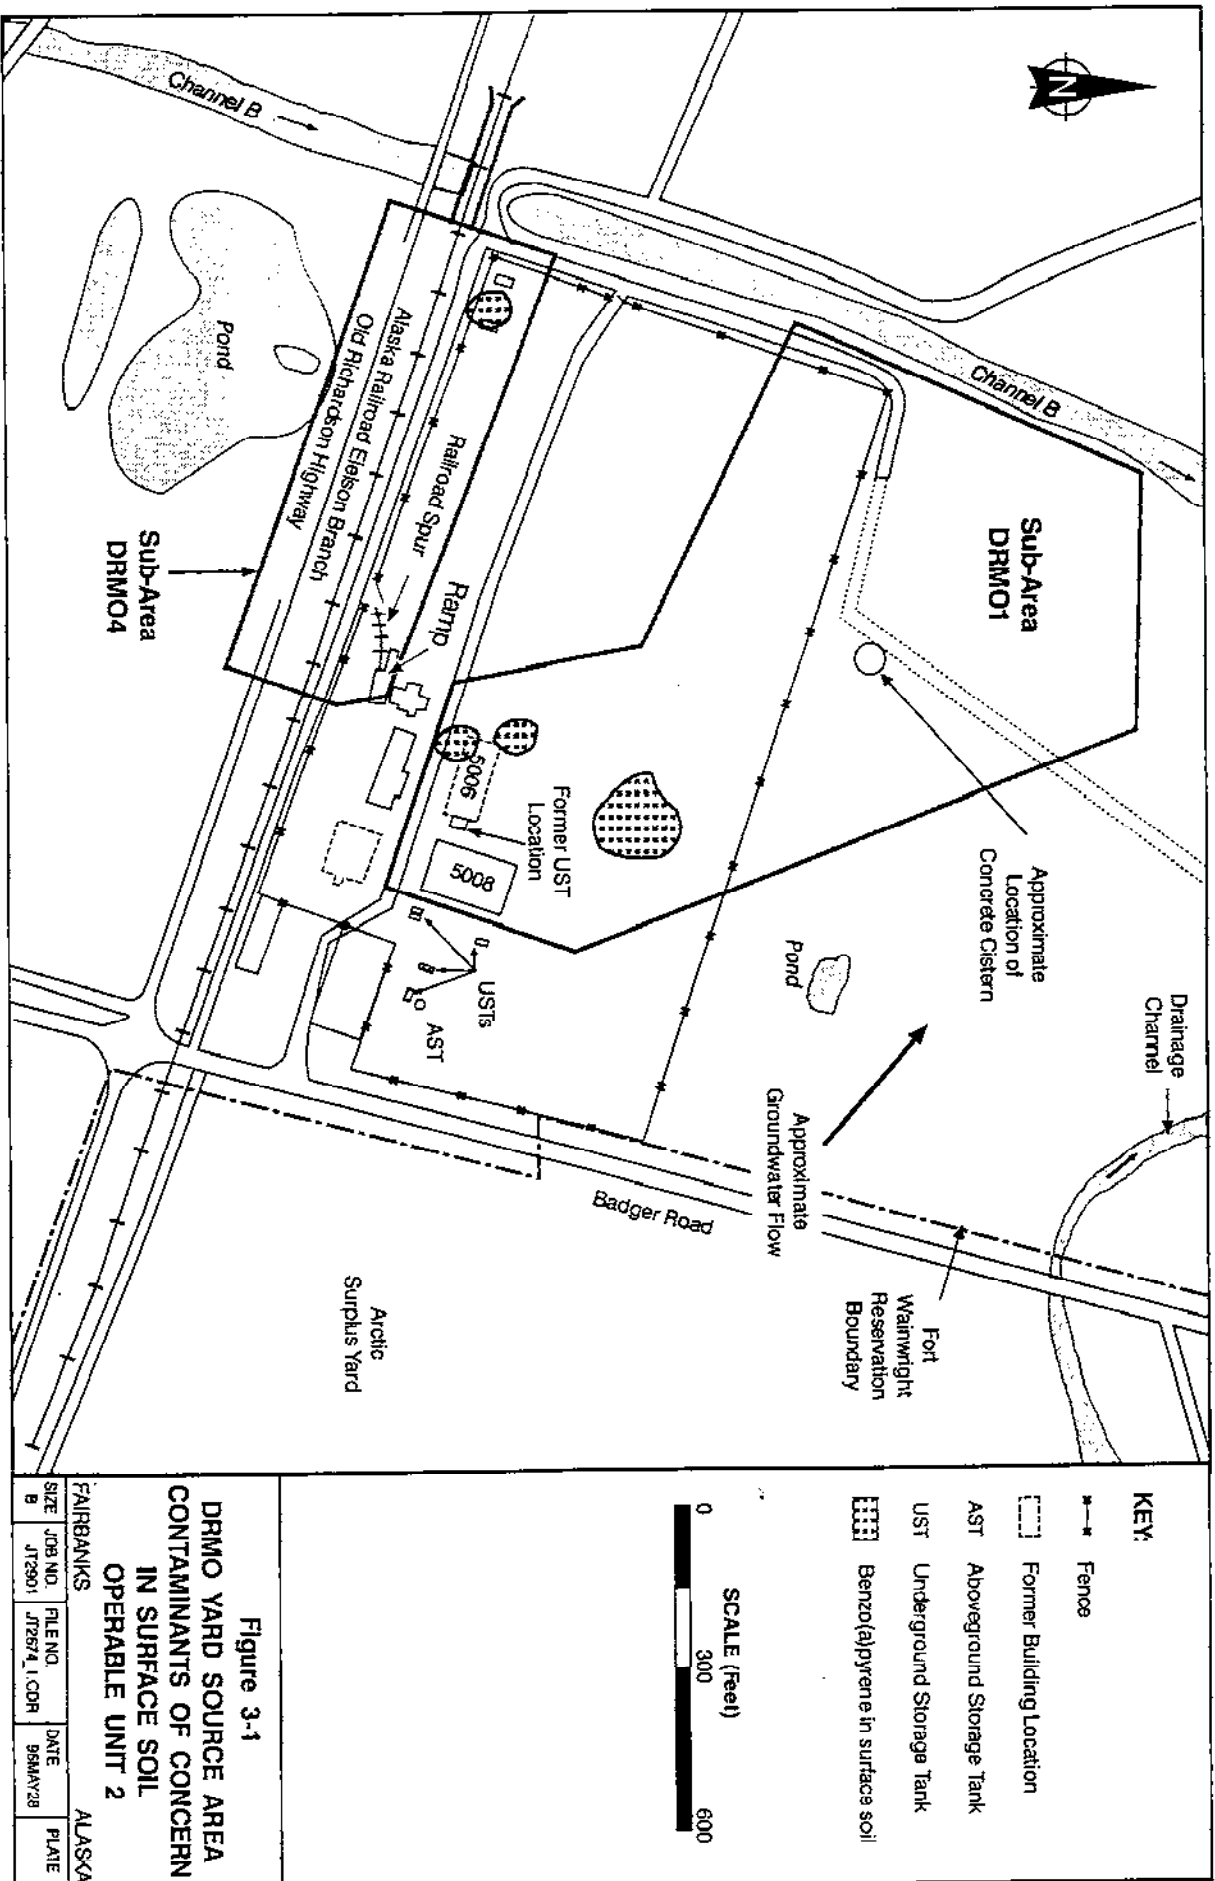 N
Channel B
Pond
Alaska Railroad Eielson Branch
Old Richardson Highway
Railroad Spur
Ramp
Sub-Area
DRMO4
Channel B
Sub-Area
DRMO1
5006
Former UST
Location
5008
USTs
AST
Approximate
Location of
Concrete Cistern
Pond
Drainage
Channel
Approximate
Groundwater Flow
Badger Road
Fort
Wainwright
Reservation
Boundary
Arctic
Surplus Yard
KEY:
Fence
Former Building Location
AST Aboveground Storage Tank
UST Underground Storage Tank
Benzo(a)pyrene in surface soil
SCALE (Feet)
0 300 600
Figure 3-1
DRMO YARD SOURCE AREA
CONTAMINANTS OF CONCERN
IN SURFACE SOIL
OPERABLE UNIT 2
FAIRBANKS ALASKA
SIZE JOB NO. FILE NO. DATE PLATE
B JT2901 JT2674_1.CDR 96MAY28